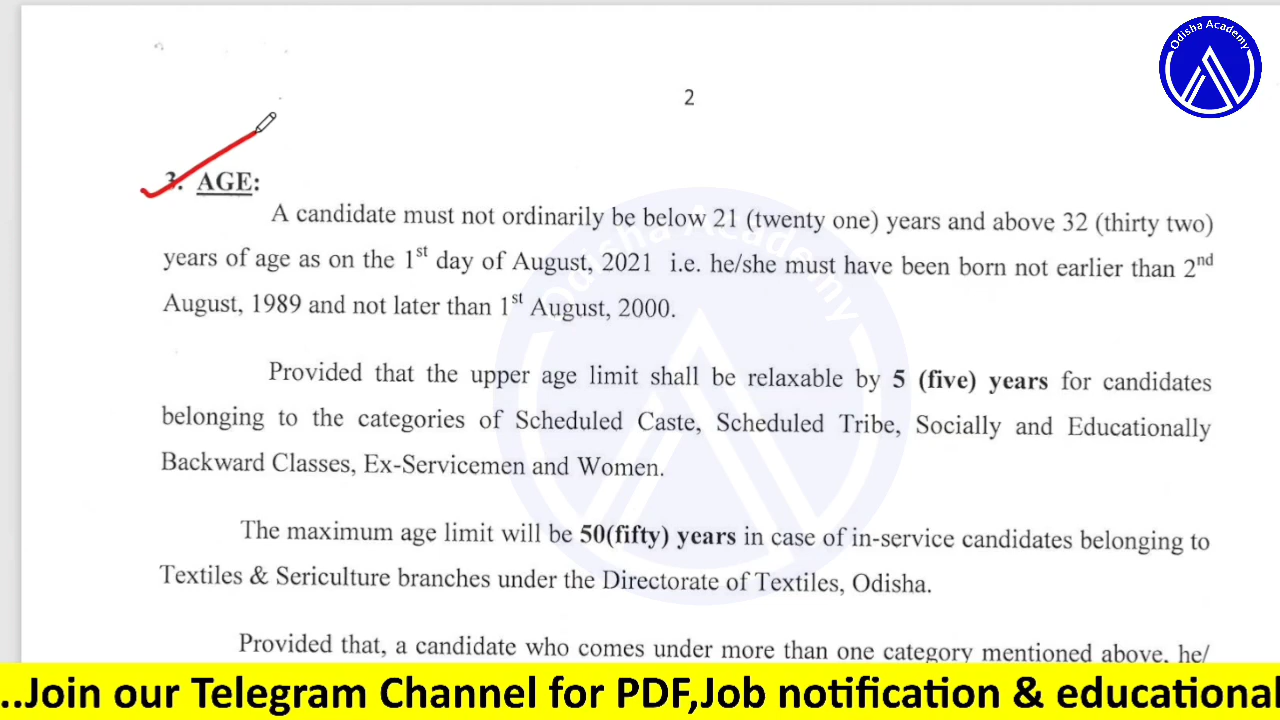 Odisha Academy
2
3. AGE:
A candidate must not ordinarily be below 21 (twenty one) years and above 32 (thirty two)
years of age as on the 1st day of August, 2021 i.e. he/she must have been born not earlier than 2nd
August, 1989 and not later than 1st August, 2000.
Odisha Academy
Provided that the upper age limit shall be relaxable by 5 (five) years for candidates
belonging to the categories of Scheduled Caste, Scheduled Tribe, Socially and Educationally
Backward Classes, Ex-Servicemen and Women.
The maximum age limit will be 50(fifty) years in case of in-service candidates belonging to
Textiles & Sericulture branches under the Directorate of Textiles, Odisha.
Provided that, a candidate who comes under more than one category mentioned above, he/
..Join our Telegram Channel for PDF,Job notification & educational